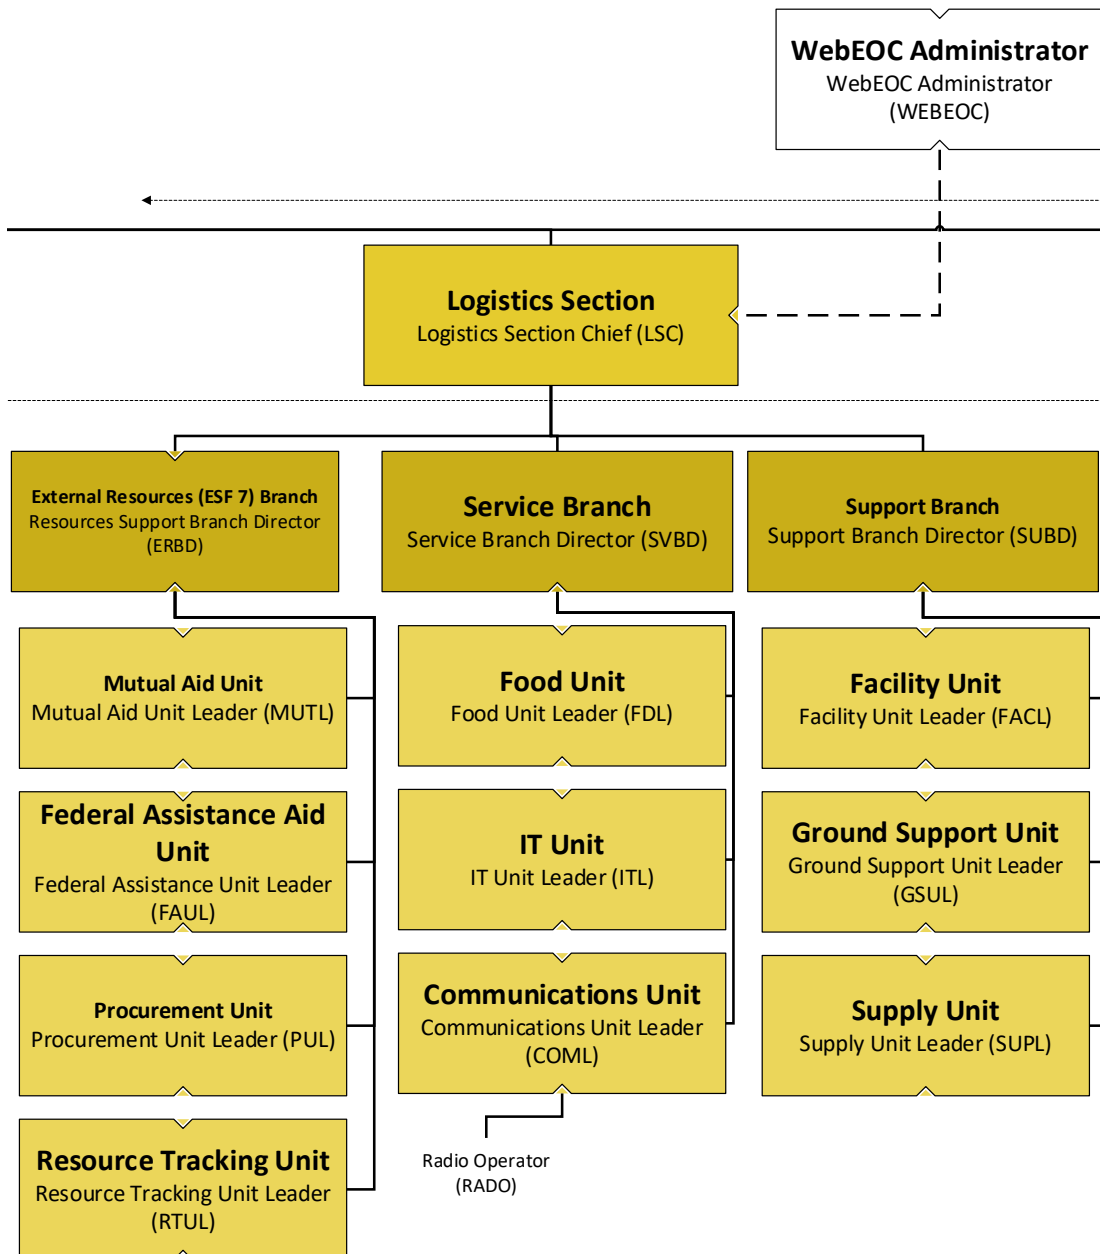 WebEOC Administrator
WebEOC Administrator
(WEBEOC)
Logistics Section
Logistics Section Chief (LSC)
External Resources (ESF 7) Branch
Resources Support Branch Director
(ERBD)
Service Branch
Service Branch Director (SVBD)
Support Branch
Support Branch Director (SUBD)
Mutual Aid Unit
Mutual Aid Unit Leader (MUTL)
Food Unit
Food Unit Leader (FDL)
Facility Unit
Facility Unit Leader (FACL)
Federal Assistance Aid
Unit
Federal Assistance Unit Leader
(FAUL)
IT Unit
IT Unit Leader (ITL)
Ground Support Unit
Ground Support Unit Leader
(GSUL)
Procurement Unit
Procurement Unit Leader (PUL)
Communications Unit
Communications Unit Leader
(COML)
Supply Unit
Supply Unit Leader (SUPL)
Resource Tracking Unit
Resource Tracking Unit Leader
(RTUL)
Radio Operator
(RADO)